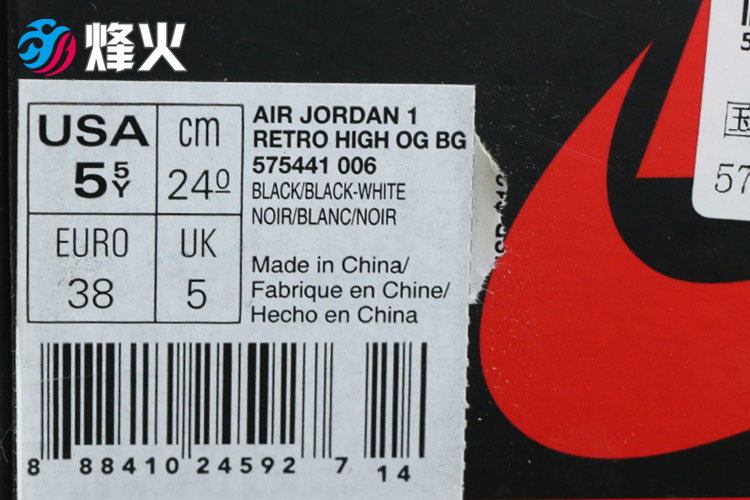 烽火
USA
5 5Y
cm
24 0
EURO
38
UK
5
AIR JORDAN 1
RETRO HIGH OG BG
575441 006
BLACK/BLACK-WHITE
NOIR/BLANC/NOIR
Made in China/
Fabrique en Chine/
Hecho en China
8 88410 24592 7 14
57